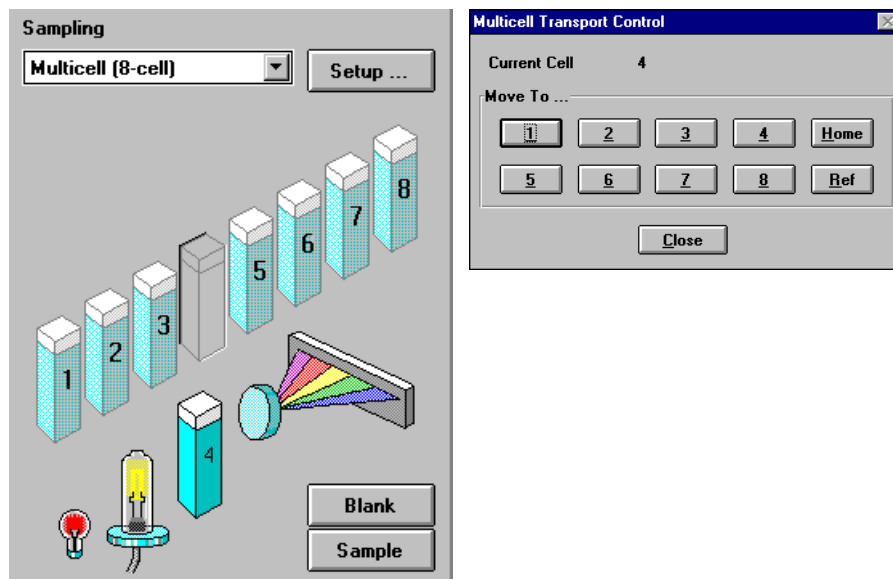 Sampling
Multicell (8-cell)
Setup ...
8
7
6
5
3
2
1
4
Blank
Sample
Multicell Transport Control
Current Cell 4
Move To ...
1 2 3 4 Home
5 6 7 8 Ref
Close